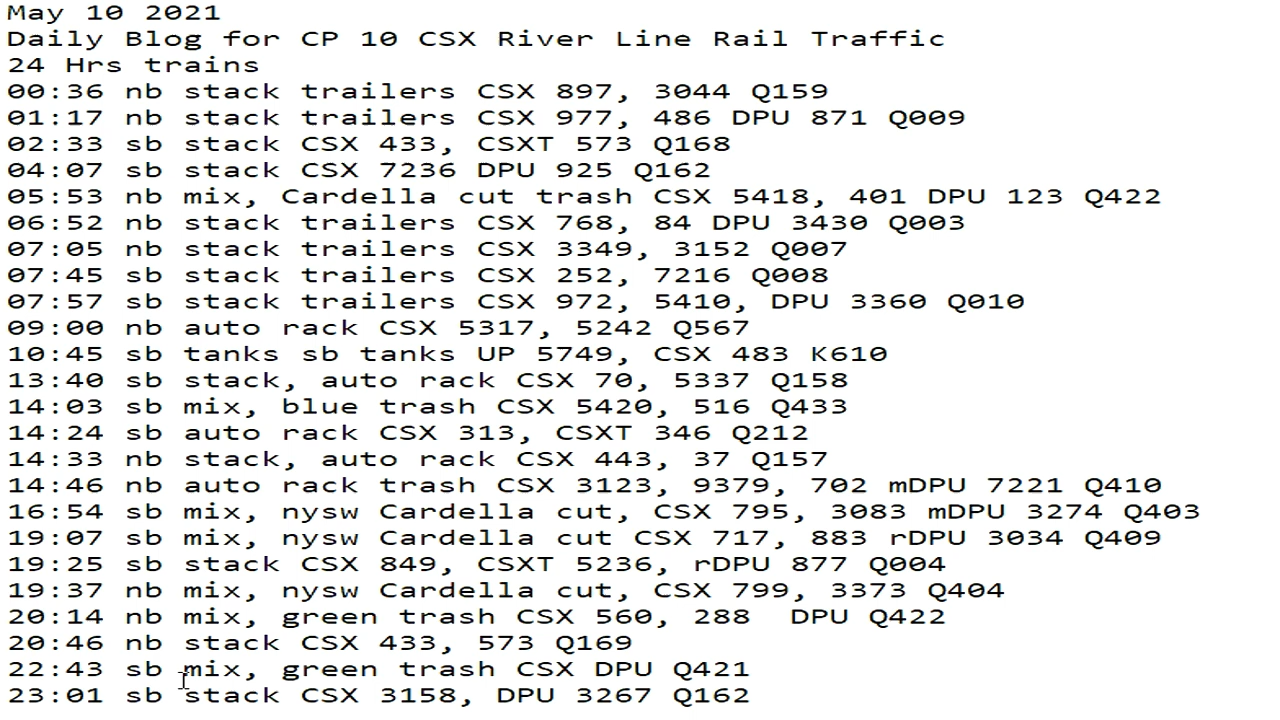 May 10 2021
Daily Blog for CP 10 CSX River Line Rail Traffic
24 Hrs trains
00:36 nb stack trailers CSX 897, 3044 Q159
01:17 nb stack trailers CSX 977, 486 DPU 871 Q009
02:33 sb stack CSX 433, CSXT 573 Q168
04:07 sb stack CSX 7236 DPU 925 Q162
05:53 nb mix, Cardella cut trash CSX 5418, 401 DPU 123 Q422
06:52 nb stack trailers CSX 768, 84 DPU 3430 Q003
07:05 nb stack trailers CSX 3349, 3152 Q007
07:45 sb stack trailers CSX 252, 7216 Q008
07:57 sb stack trailers CSX 972, 5410, DPU 3360 Q010
09:00 nb auto rack CSX 5317, 5242 Q567
10:45 sb tanks sb tanks UP 5749, CSX 483 K610
13:40 sb stack, auto rack CSX 70, 5337 Q158
14:03 sb mix, blue trash CSX 5420, 516 Q433
14:24 sb auto rack CSX 313, CSXT 346 Q212
14:33 nb stack, auto rack CSX 443, 37 Q157
14:46 nb auto rack trash CSX 3123, 9379, 702 mDPU 7221 Q410
16:54 sb mix, nysw Cardella cut, CSX 795, 3083 mDPU 3274 Q403
19:07 sb mix, nysw Cardella cut CSX 717, 883 rDPU 3034 Q409
19:25 sb stack CSX 849, CSXT 5236, rDPU 877 Q004
19:37 nb mix, nysw Cardella cut, CSX 799, 3373 Q404
20:14 nb mix, green trash CSX 560, 288  DPU Q422
20:46 nb stack CSX 433, 573 Q169
22:43 sb mix, green trash CSX DPU Q421
23:01 sb stack CSX 3158, DPU 3267 Q162